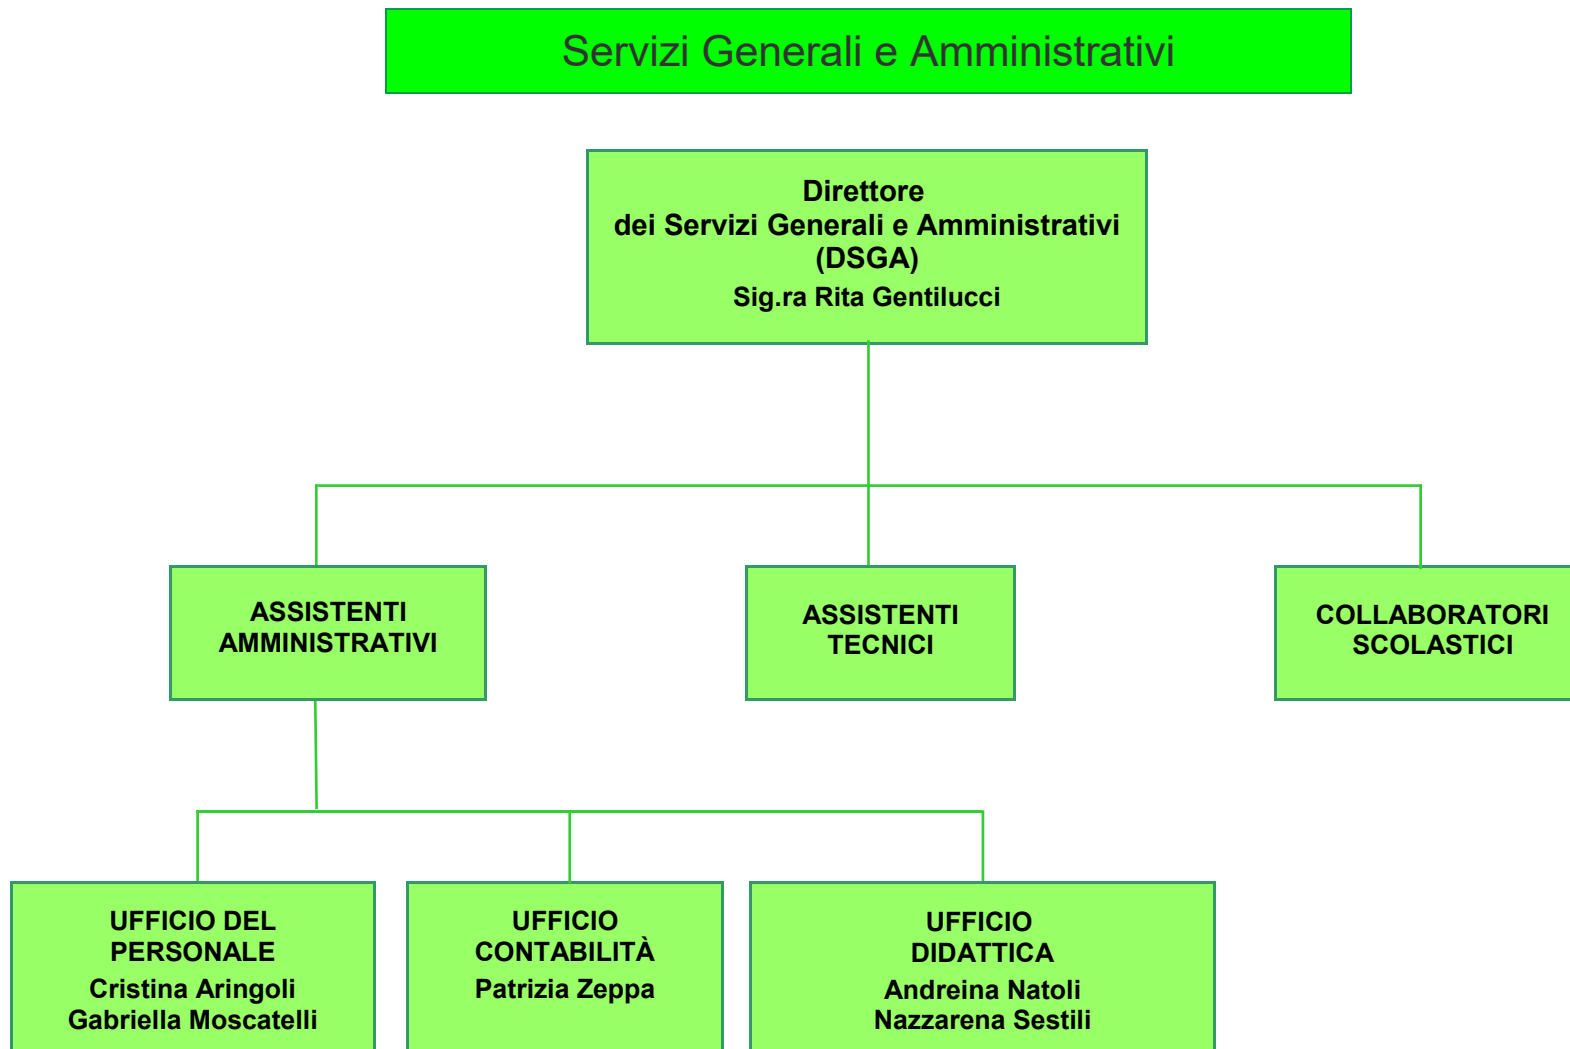 Servizi Generali e Amministrativi
Direttore
dei Servizi Generali e Amministrativi
(DSGA)
Sig.ra Rita Gentilucci
ASSISTENTI
AMMINISTRATIVI
ASSISTENTI
TECNICI
COLLABORATORI
SCOLASTICI
UFFICIO DEL
PERSONALE
Cristina Aringoli
Gabriella Moscatelli
UFFICIO
CONTABILITÀ
Patrizia Zeppa
UFFICIO
DIDATTICA
Andreina Natoli
Nazzarena Sestili